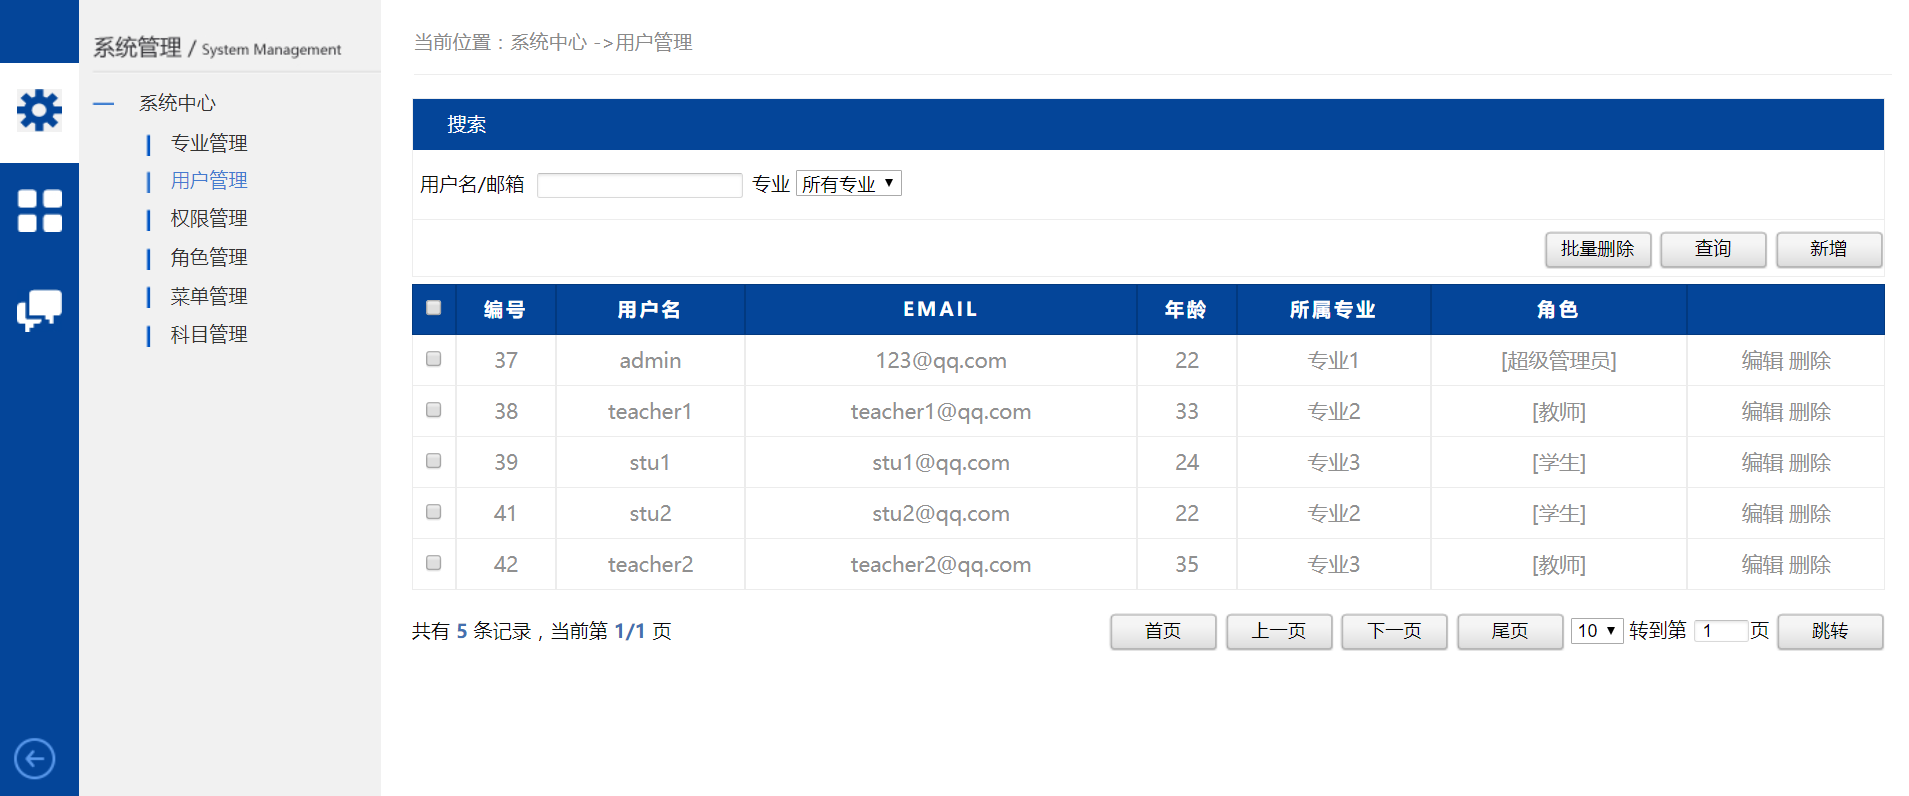 系统管理 / System Management
系统中心
专业管理
用户管理
权限管理
角色管理
菜单管理
科目管理
当前位置：系统中心 ->用户管理
搜索
用户名/邮箱 专业 所有专业
批量删除 查询 新增
编号 用户名 EMAIL 年龄 所属专业 角色
37 admin 123@qq.com 22 专业1 [超级管理员] 编辑 删除
38 teacher1 teacher1@qq.com 33 专业2 [教师] 编辑 删除
39 stu1 stu1@qq.com 24 专业3 [学生] 编辑 删除
41 stu2 stu2@qq.com 22 专业2 [学生] 编辑 删除
42 teacher2 teacher2@qq.com 35 专业3 [教师] 编辑 删除
共有 5 条记录，当前第 1/1 页 首页 上一页 下一页 尾页 10 转到第 1 页 跳转